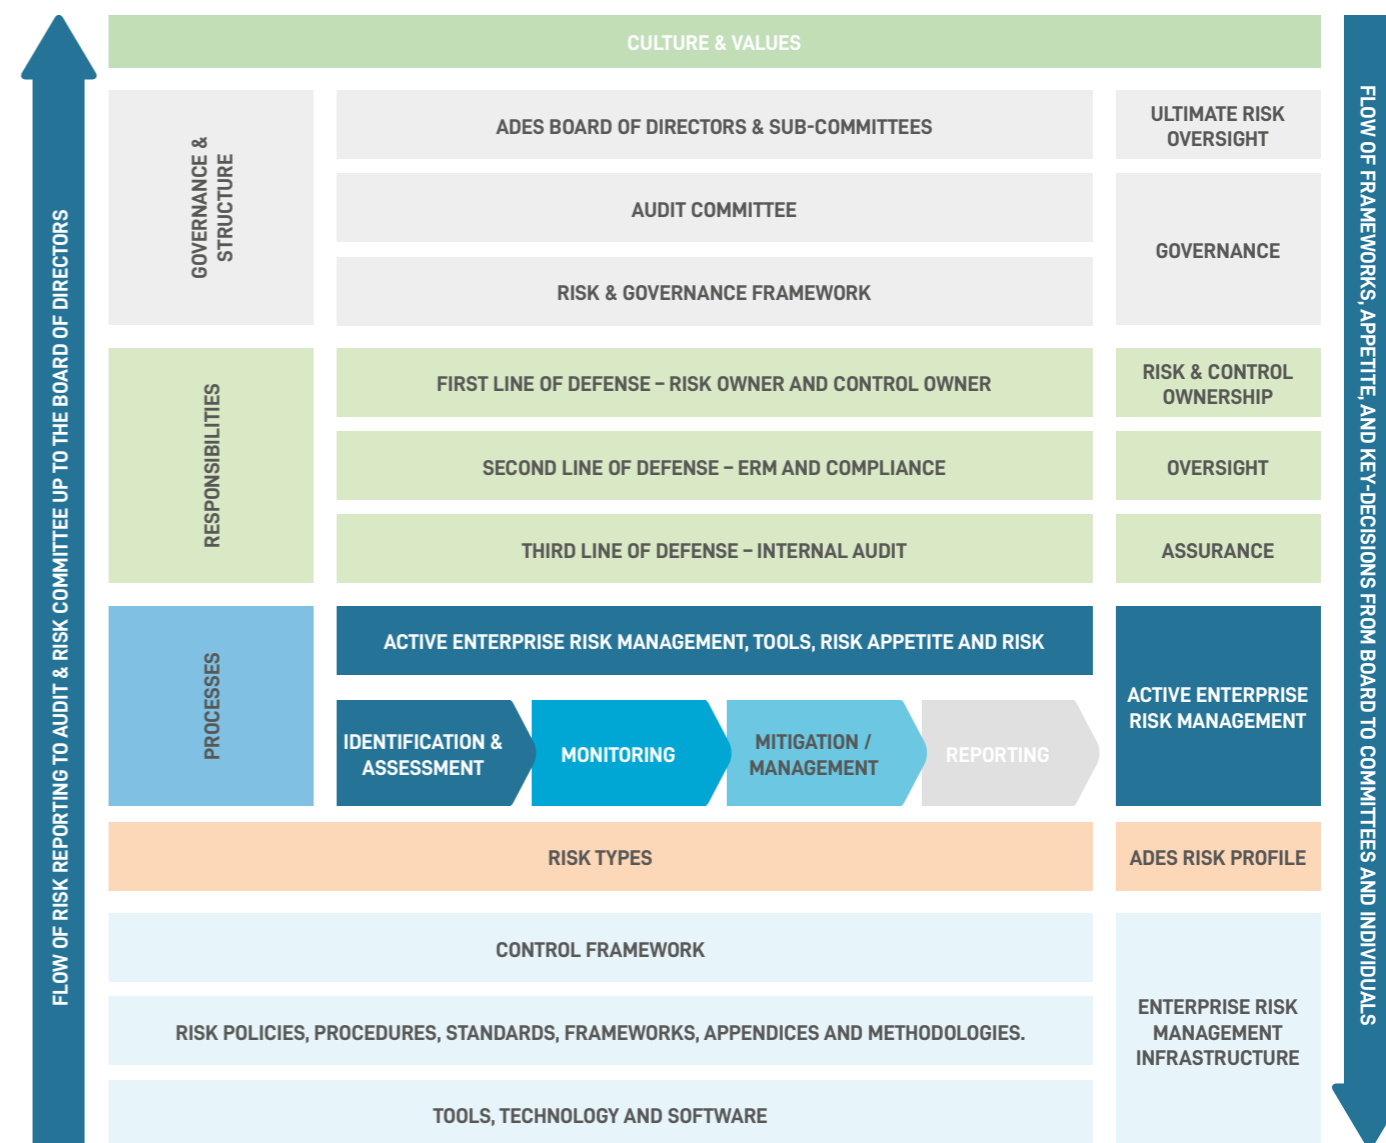 CULTURE & VALUES
FLOW OF RISK REPORTING TO AUDIT & RISK COMMITTEE UP TO THE BOARD OF DIRECTORS
GOVERNANCE &
STRUCTURE
ADES BOARD OF DIRECTORS & SUB-COMMITTEES
ULTIMATE RISK
OVERSIGHT
AUDIT COMMITTEE
RISK & GOVERNANCE FRAMEWORK
GOVERNANCE
RESPONSIBILITIES
FIRST LINE OF DEFENSE – RISK OWNER AND CONTROL OWNER
RISK & CONTROL
OWNERSHIP
SECOND LINE OF DEFENSE – ERM AND COMPLIANCE
OVERSIGHT
THIRD LINE OF DEFENSE – INTERNAL AUDIT
ASSURANCE
PROCESSES
ACTIVE ENTERPRISE RISK MANAGEMENT, TOOLS, RISK APPETITE AND RISK
IDENTIFICATION &
ASSESSMENT
MONITORING
MITIGATION /
MANAGEMENT
REPORTING
ACTIVE ENTERPRISE
RISK MANAGEMENT
RISK TYPES
ADES RISK PROFILE
CONTROL FRAMEWORK
RISK POLICIES, PROCEDURES, STANDARDS, FRAMEWORKS, APPENDICES AND METHODOLOGIES.
TOOLS, TECHNOLOGY AND SOFTWARE
ENTERPRISE RISK
MANAGEMENT
INFRASTRUCTURE
FLOW OF FRAMEWORKS, APPETITE, AND KEY-DECISIONS FROM BOARD TO COMMITTEES AND INDIVIDUALS